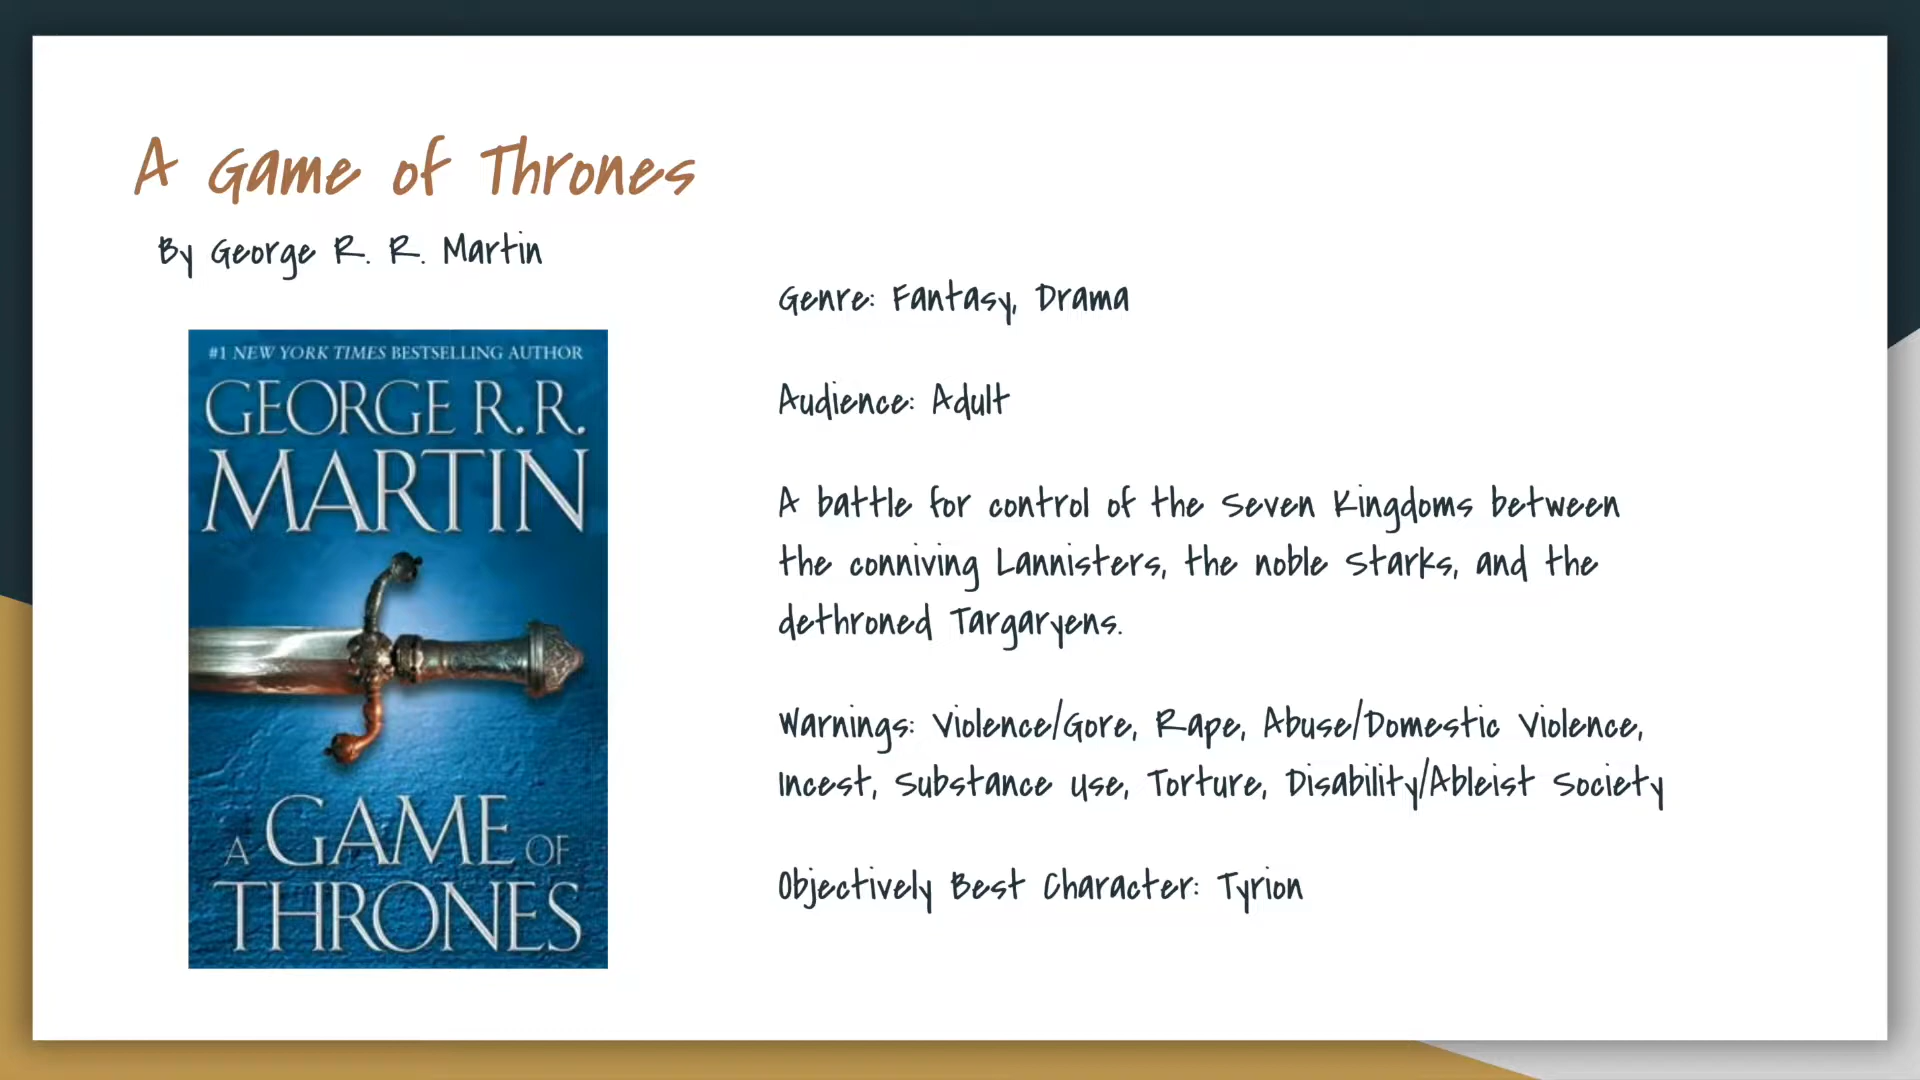 A Game of Thrones
By George R. R. Martin
#1 NEW YORK TIMES BESTSELLING AUTHOR
GEORGE R. R.
MARTIN
A GAME OF
THRONES
Genre: Fantasy, Drama
Audience: Adult
A battle for control of the Seven Kingdoms between
the conniving Lannisters, the noble Starks, and the
dethroned Targaryens.
Warnings: Violence/Gore, Rape, Abuse/Domestic Violence,
Incest, Substance Use, Torture, Disability/Ableist Society
Objectively Best Character: Tyrion